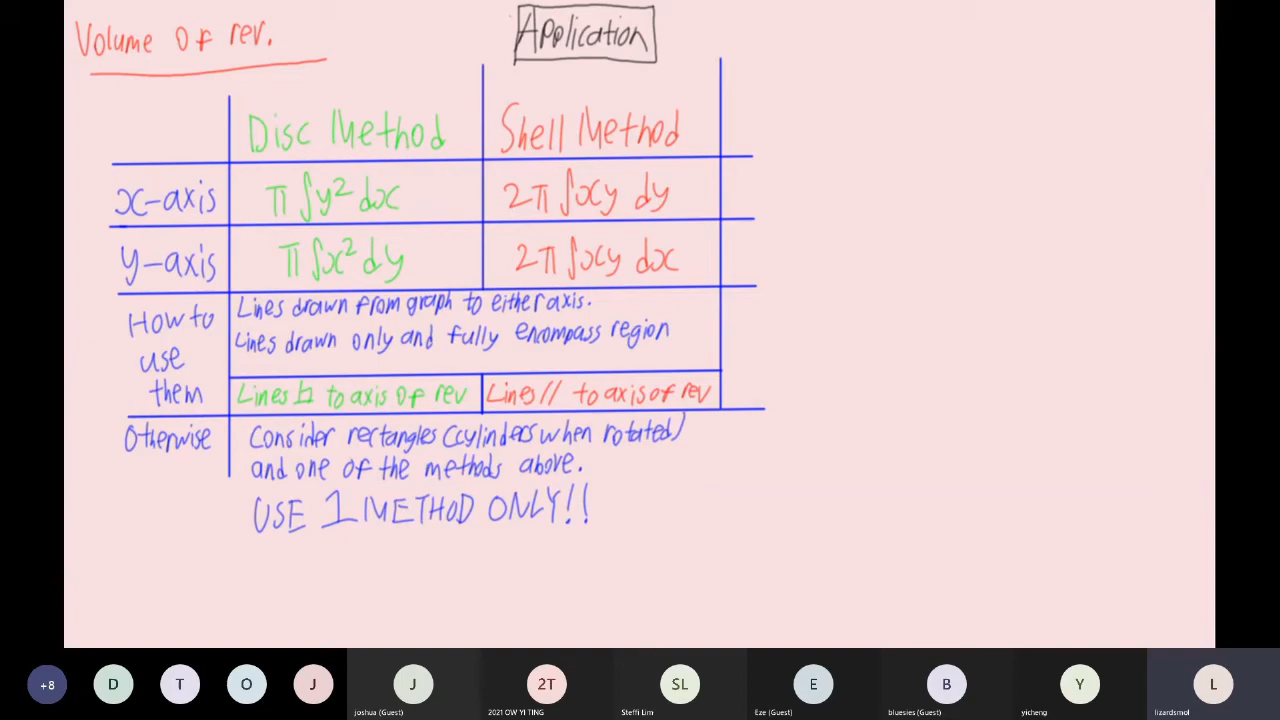 Volume of rev.
Application
Disc Method
Shell Method
x-axis
π ∫y² dx
2π ∫xy dy
y-axis
π ∫x² dy
2π ∫xy dx
How to
use
them
Lines drawn from graph to either axis.
Lines drawn only and fully encompass region
Lines ⊥ to axis of rev
Lines // to axis of rev
Otherwise
Consider rectangles (cylinders when rotated)
and one of the methods above.
USE 1 METHOD ONLY!!
+8
D
T
O
J
J
2T
SL
E
B
Y
L
joshua (Guest)
2021 OW YI TING
Steffi Lim
Eze (Guest)
bluesies (Guest)
yicheng
lizardsmol